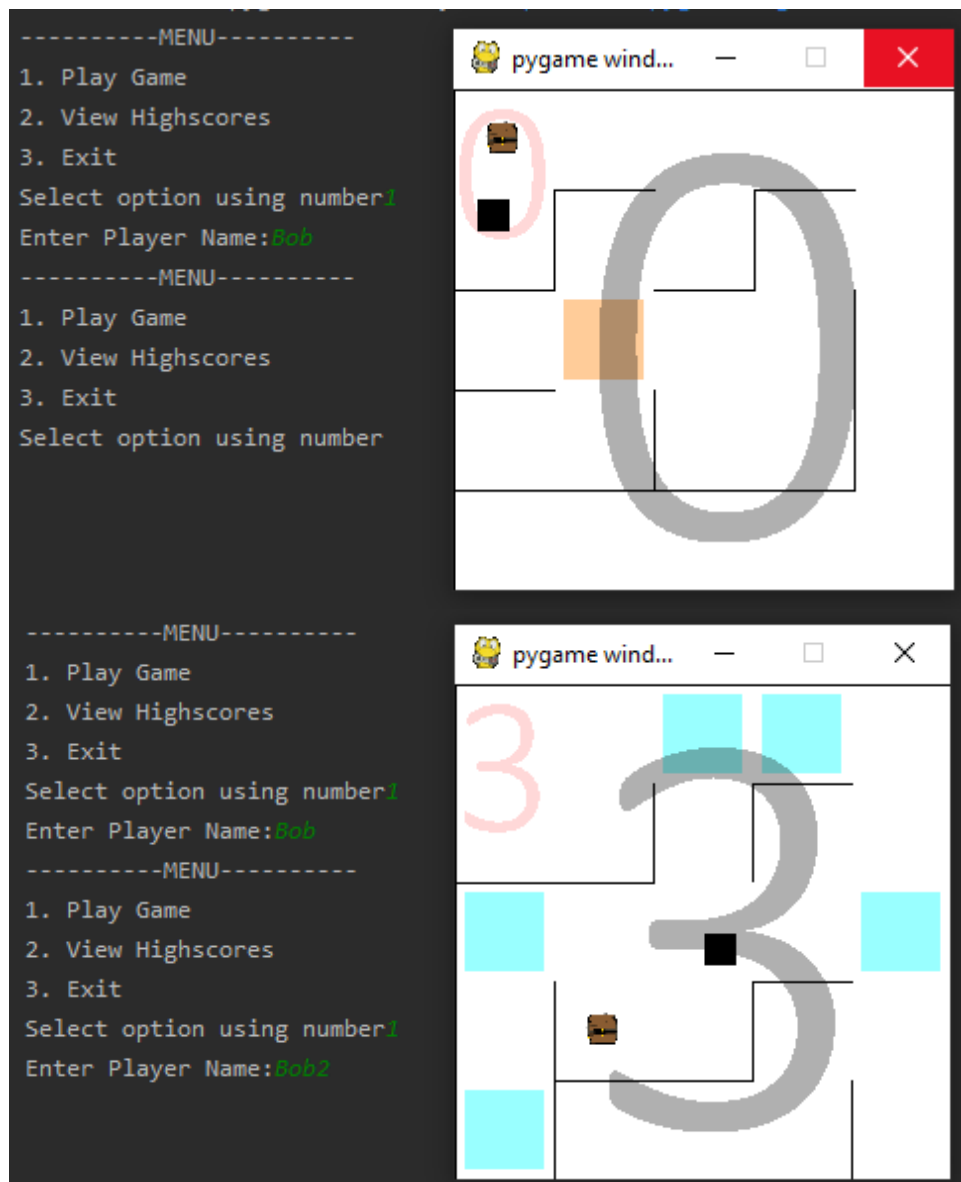 ----------MENU----------
1. Play Game
2. View Highscores
3. Exit
Select option using number1
Enter Player Name:Bob
----------MENU----------
1. Play Game
2. View Highscores
3. Exit
Select option using number
pygame wind...
0
0
----------MENU----------
1. Play Game
2. View Highscores
3. Exit
Select option using number1
Enter Player Name:Bob
----------MENU----------
1. Play Game
2. View Highscores
3. Exit
Select option using number1
Enter Player Name:Bob2
pygame wind...
3
3